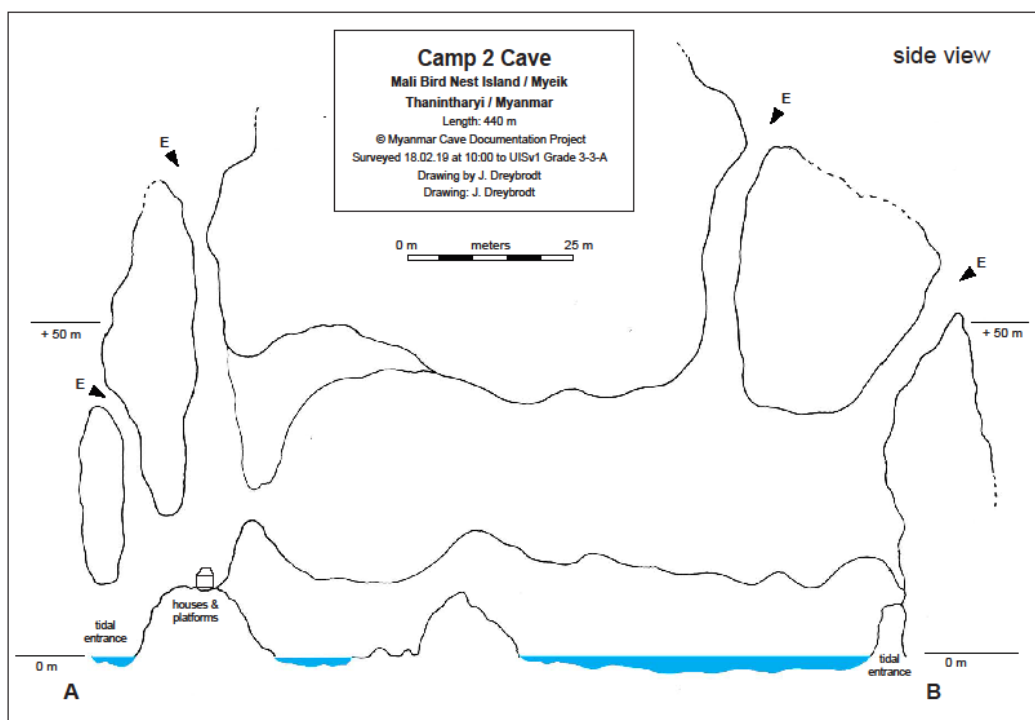 Camp 2 Cave
Mali Bird Nest Island / Myeik
Thanintharyi / Myanmar
Length: 440 m
© Myanmar Cave Documentation Project
Surveyed 18.02.19 at 10:00 to UISv1 Grade 3-3-A
Drawing by J. Dreybrodt
Drawing: J. Dreybrodt
side view
E
E
0 m meters 25 m
E
+ 50 m
+ 50 m
E
houses &
platforms
tidal
entrance
0 m
tidal
entrance
0 m
A
B